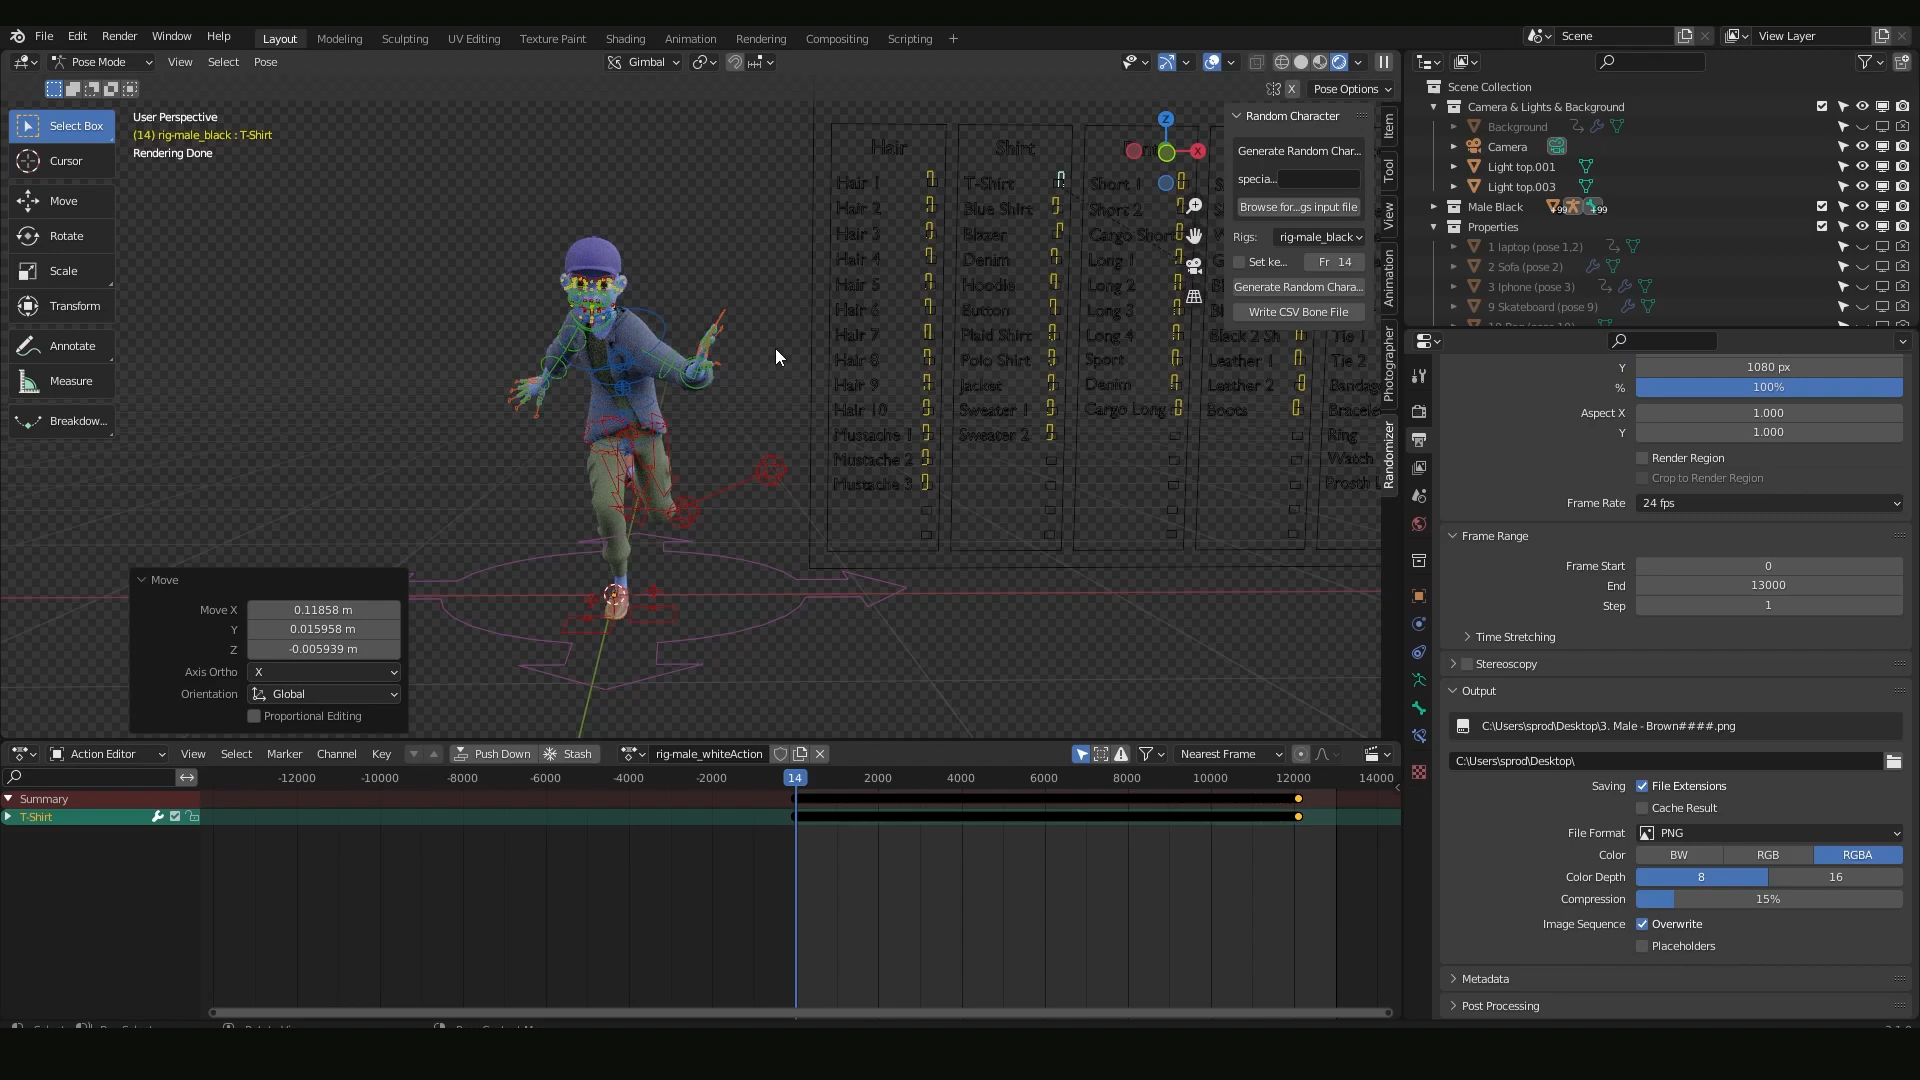 File Edit Render Window Help
Layout Modeling Sculpting UV Editing Texture Paint Shading Animation Rendering Compositing Scripting +
Scene
View Layer
Pose Mode View Select Pose
Gimbal
X Pose Options
Select Box
Cursor
Move
Rotate
Scale
Transform
Annotate
Measure
Breakdow...
User Perspective
(14) rig-male_black : T-Shirt
Rendering Done
Hair
Hair 1
Hair 2
Hair 3
Hair 4
Hair 5
Hair 6
Hair 7
Hair 8
Hair 9
Hair 10
Mustache 1
Mustache 2
Mustache 3
Shirt
T-Shirt
Blue Shirt
Blazer
Denim
Hoodie
Button
Plaid Shirt
Polo Shirt
Jacket
Sweater 1
Sweater 2
Short 1
Short 2
Cargo Short
Long 1
Long 2
Long 3
Long 4
Sport
Denim
Cargo Long
Black 2 Sh
Leather 1
Leather 2
Boots
Tie 1
Tie 2
Bandag
Bracele
Ring
Watch
Prosth
Z
X
Random Character
Generate Random Char...
specia...
Browse for...gs input file
Rigs: rig-male_black
Set ke... Fr 14
Generate Random Chara...
Write CSV Bone File
Item
Tool
View
Animation
Photographer
Randomizer
Move
Move X 0.11858 m
Y 0.015958 m
Z -0.005939 m
Axis Ortho X
Orientation Global
Proportional Editing
Action Editor View Select Marker Channel Key Push Down Stash rig-male_whiteAction Nearest Frame
-12000 -10000 -8000 -6000 -4000 -2000 14 2000 4000 6000 8000 10000 12000 14000
Summary
T-Shirt
Scene Collection
Camera & Lights & Background
Background
Camera
Light top.001
Light top.003
Male Black +99 +99
Properties
1 laptop (pose 1,2)
2 Sofa (pose 2)
3 Iphone (pose 3)
9 Skateboard (pose 9)
Y 1080 px
% 100%
Aspect X 1.000
Y 1.000
Render Region
Crop to Render Region
Frame Rate 24 fps
Frame Range
Frame Start 0
End 13000
Step 1
Time Stretching
Stereoscopy
Output
C:\Users\sprod\Desktop\3. Male - Brown####.png
C:\Users\sprod\Desktop\
Saving File Extensions
Cache Result
File Format PNG
Color BW RGB RGBA
Color Depth 8 16
Compression 15%
Image Sequence Overwrite
Placeholders
Metadata
Post Processing